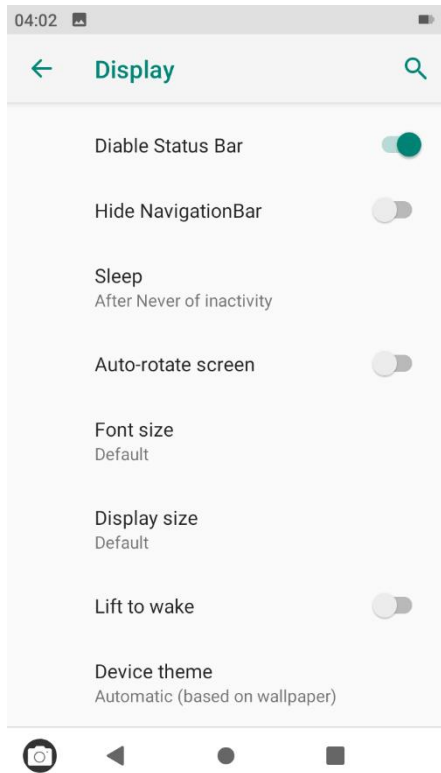 04:02
Display
Diable Status Bar
Hide NavigationBar
Sleep
After Never of inactivity
Auto-rotate screen
Font size
Default
Display size
Default
Lift to wake
Device theme
Automatic (based on wallpaper)